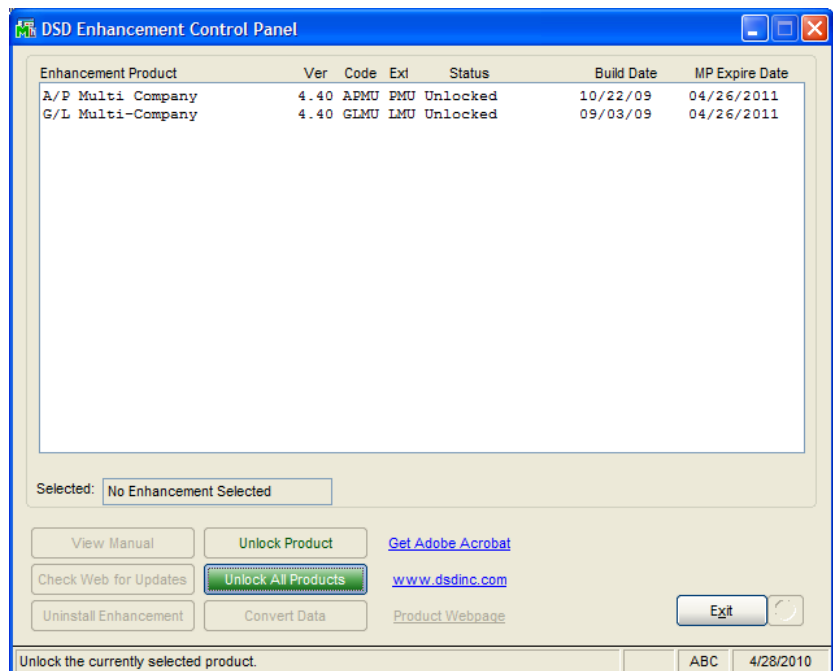 DSD Enhancement Control Panel
Enhancement Product Ver Code Ext Status Build Date MP Expire Date
A/P Multi Company 4.40 APMU PMU Unlocked 10/22/09 04/26/2011
G/L Multi-Company 4.40 GLMU LMU Unlocked 09/03/09 04/26/2011
Selected: No Enhancement Selected
View Manual Unlock Product Get Adobe Acrobat
Check Web for Updates Unlock All Products www.dsdinc.com
Uninstall Enhancement Convert Data Product Webpage Exit
Unlock the currently selected product. ABC 4/28/2010